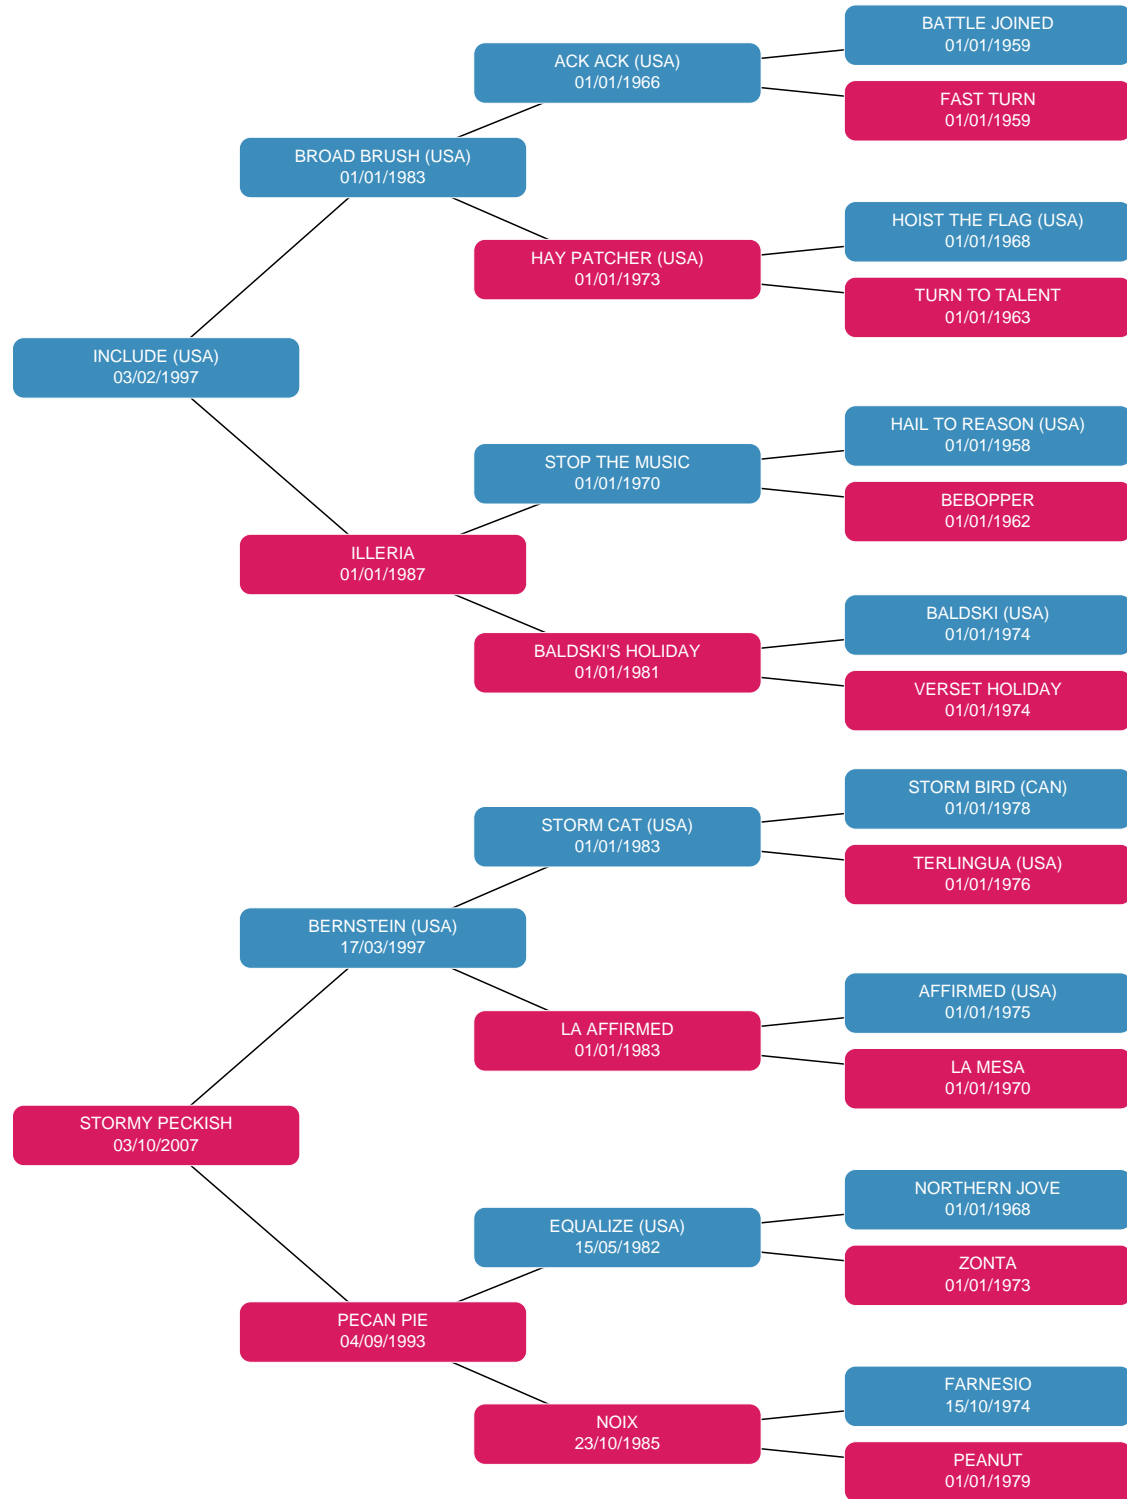 BATTLE JOINED
01/01/1959
ACK ACK (USA)
01/01/1966
FAST TURN
01/01/1959
BROAD BRUSH (USA)
01/01/1983
HOIST THE FLAG (USA)
01/01/1968
HAY PATCHER (USA)
01/01/1973
TURN TO TALENT
01/01/1963
INCLUDE (USA)
03/02/1997
HAIL TO REASON (USA)
01/01/1958
STOP THE MUSIC
01/01/1970
BEBOPPER
01/01/1962
ILLERIA
01/01/1987
BALDSKI (USA)
01/01/1974
BALDSKI'S HOLIDAY
01/01/1981
VERSET HOLIDAY
01/01/1974
STORM BIRD (CAN)
01/01/1978
STORM CAT (USA)
01/01/1983
TERLINGUA (USA)
01/01/1976
BERNSTEIN (USA)
17/03/1997
AFFIRMED (USA)
01/01/1975
LA AFFIRMED
01/01/1983
LA MESA
01/01/1970
STORMY PECKISH
03/10/2007
NORTHERN JOVE
01/01/1968
EQUALIZE (USA)
15/05/1982
ZONTA
01/01/1973
PECAN PIE
04/09/1993
FARNESIO
15/10/1974
NOIX
23/10/1985
PEANUT
01/01/1979